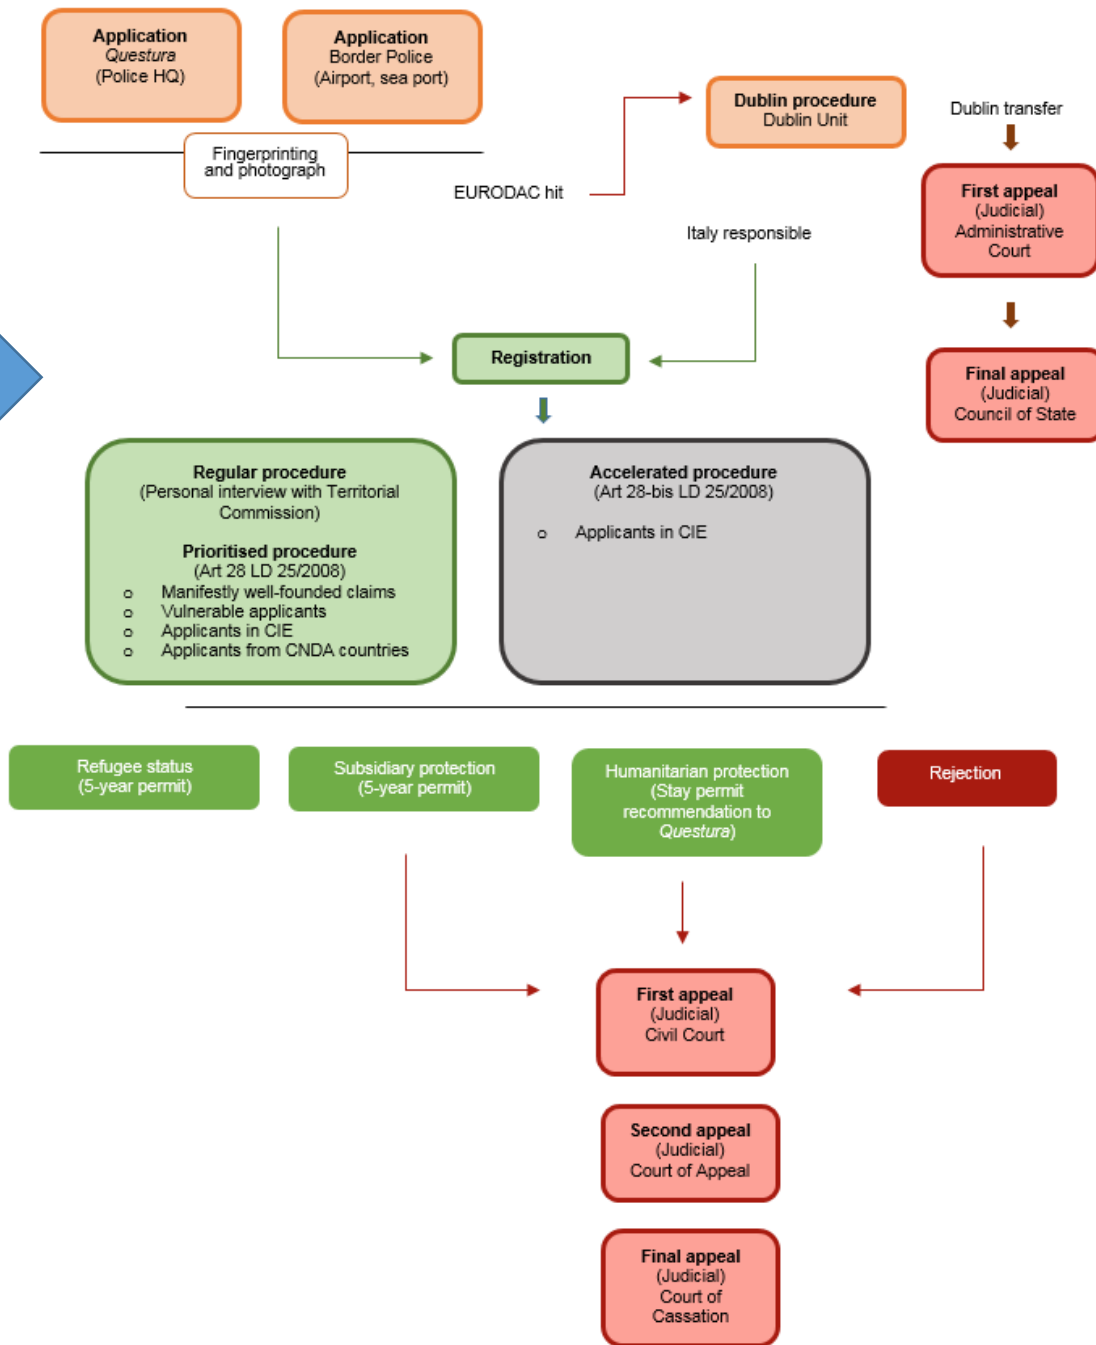 Application
Questura
(Police HQ)
Application
Border Police
(Airport, sea port)
Fingerprinting
and photograph
EURODAC hit
Dublin procedure
Dublin Unit
Dublin transfer
First appeal
(Judicial)
Administrative
Court
Italy responsible
Registration
Final appeal
(Judicial)
Council of State
Regular procedure
(Personal interview with Territorial
Commission)
Prioritised procedure
(Art 28 LD 25/2008)
o Manifestly well-founded claims
o Vulnerable applicants
o Applicants in CIE
o Applicants from CNDA countries
Accelerated procedure
(Art 28-bis LD 25/2008)
o Applicants in CIE
Refugee status
(5-year permit)
Subsidiary protection
(5-year permit)
Humanitarian protection
(Stay permit
recommendation to
Questura)
Rejection
First appeal
(Judicial)
Civil Court
Second appeal
(Judicial)
Court of Appeal
Final appeal
(Judicial)
Court of
Cassation